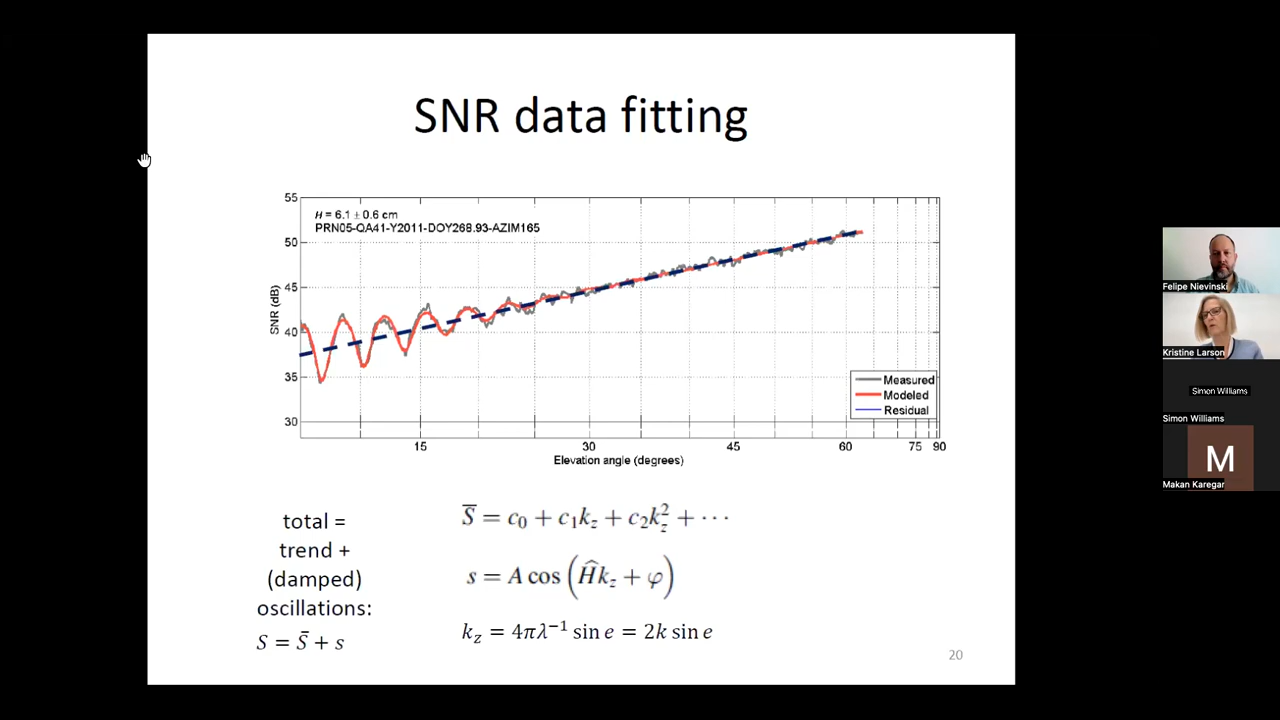 SNR data fitting
55
50
45
40
35
30
SNR (dB)
H = 6.1 ± 0.6 cm
PRN05-QA41-Y2011-DOY268.93-AZIM165
Measured
Modeled
Residual
15 30 45 60 75 90
Elevation angle (degrees)
total =
trend +
(damped)
oscillations:
S = S̄ + s
S̄ = c₀ + c₁k_z + c₂k_z² + ⋯
s = A cos (Ĥk_z + φ)
k_z = 4πλ⁻¹ sin e = 2k sin e
20
Felipe Nievinski
Kristine Larson
Simon Williams
Simon Williams
M
Makan Karegar